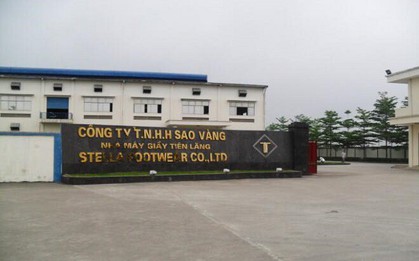 CÔNG TY T.N.H.H SAO VÀNG
NHÀ MÁY GIẦY TIÊN LÃNG
STELLA FOOTWEAR CO.,LTD
T